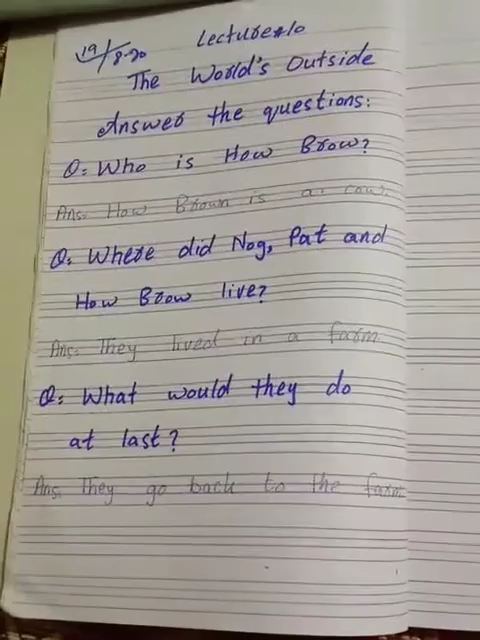 19/8-20 Lecture#10
The World's Outside
Answer the questions:
Q: Who is How Brow?
Ans: How Brown is a cow.
Q: Where did Nog, Pat and
How Brow live?
Ans: They lived in a farm.
Q: What would they do
at last?
Ans: They go back to the farm.